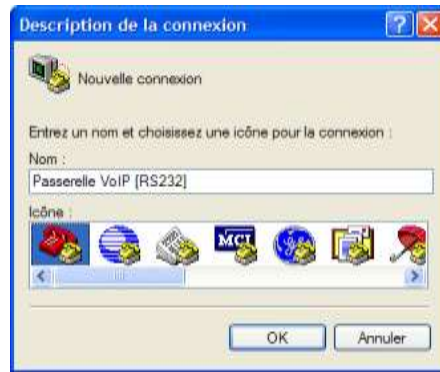 Description de la connexion
Nouvelle connexion
Entrez un nom et choisissez une icône pour la connexion :
Nom :
Passerelle VoIP [RS232]
Icône :
MCI
OK
Annuler